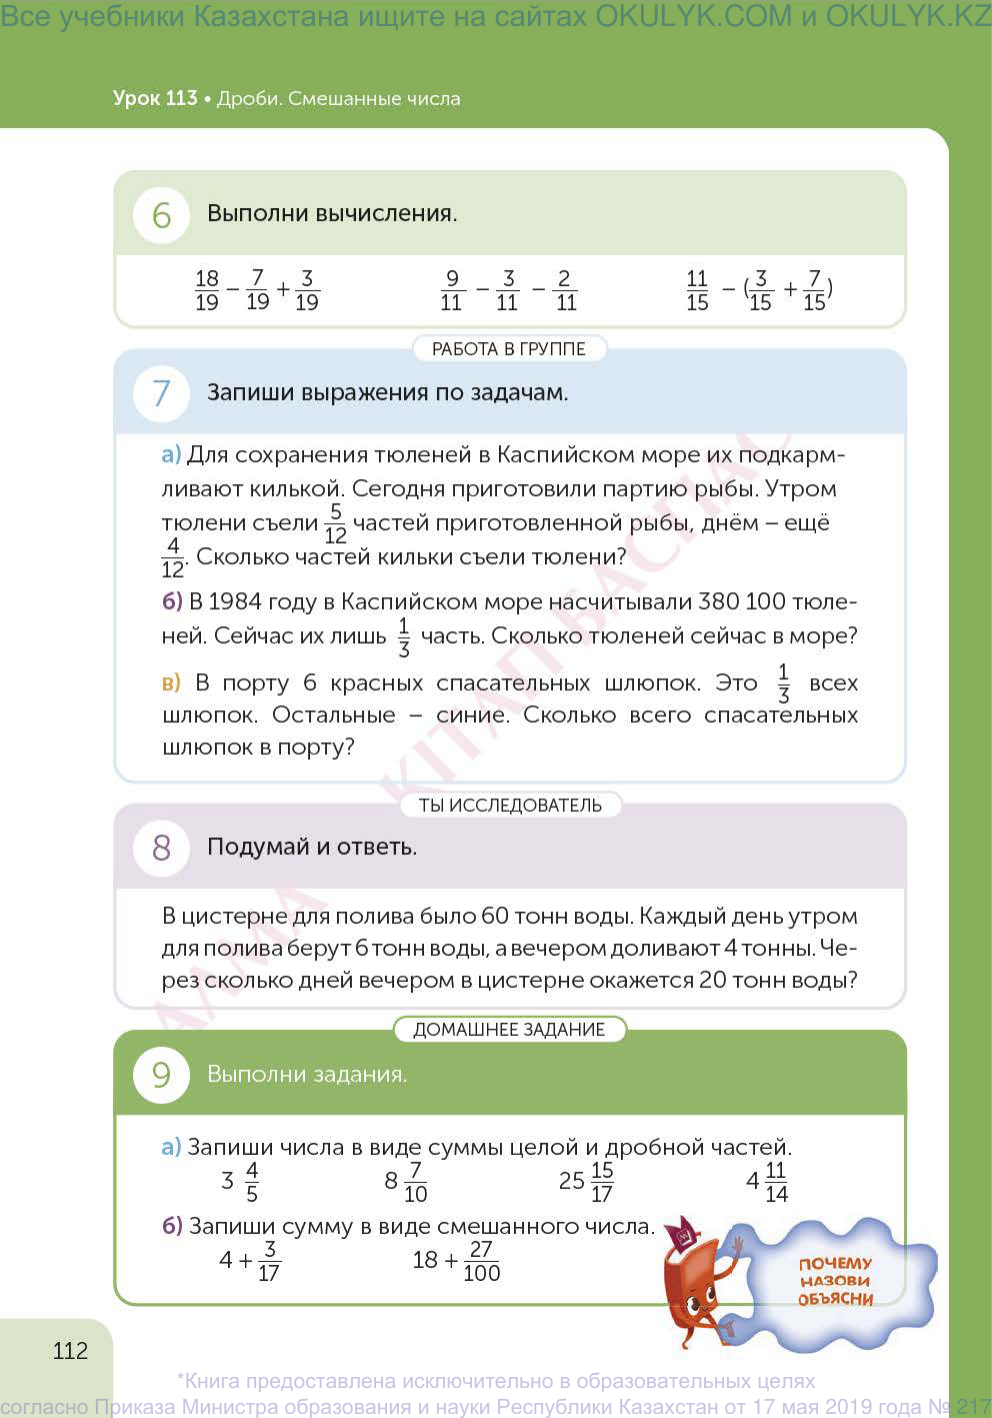 Все учебники Казахстана ищите на сайтах OKULYK.COM и OKULYK.KZ
Урок 113 • Дроби. Смешанные числа
6 Выполни вычисления.
18/19 − 7/19 + 3/19 9/11 − 3/11 − 2/11 11/15 − (3/15 + 7/15)
РАБОТА В ГРУППЕ
7 Запиши выражения по задачам.
а) Для сохранения тюленей в Каспийском море их подкарм-
ливают килькой. Сегодня приготовили партию рыбы. Утром
тюлени съели 5/12 частей приготовленной рыбы, днём – ещё
4/12. Сколько частей кильки съели тюлени?
б) В 1984 году в Каспийском море насчитывали 380 100 тюле-
ней. Сейчас их лишь 1/3 часть. Сколько тюленей сейчас в море?
в) В порту 6 красных спасательных шлюпок. Это 1/3 всех
шлюпок. Остальные – синие. Сколько всего спасательных
шлюпок в порту?
ТЫ ИССЛЕДОВАТЕЛЬ
8 Подумай и ответь.
В цистерне для полива было 60 тонн воды. Каждый день утром
для полива берут 6 тонн воды, а вечером доливают 4 тонны. Че-
рез сколько дней вечером в цистерне окажется 20 тонн воды?
АЛМАТЫКІТАП БАСПАСЫ
ДОМАШНЕЕ ЗАДАНИЕ
9 Выполни задания.
а) Запиши числа в виде суммы целой и дробной частей.
3 4/5 8 7/10 25 15/17 4 11/14
б) Запиши сумму в виде смешанного числа.
4 + 3/17 18 + 27/100
ПОЧЕМУ
НАЗОВИ
ОБЪЯСНИ
112
*Книга предоставлена исключительно в образовательных целях
согласно Приказа Министра образования и науки Республики Казахстан от 17 мая 2019 года № 217